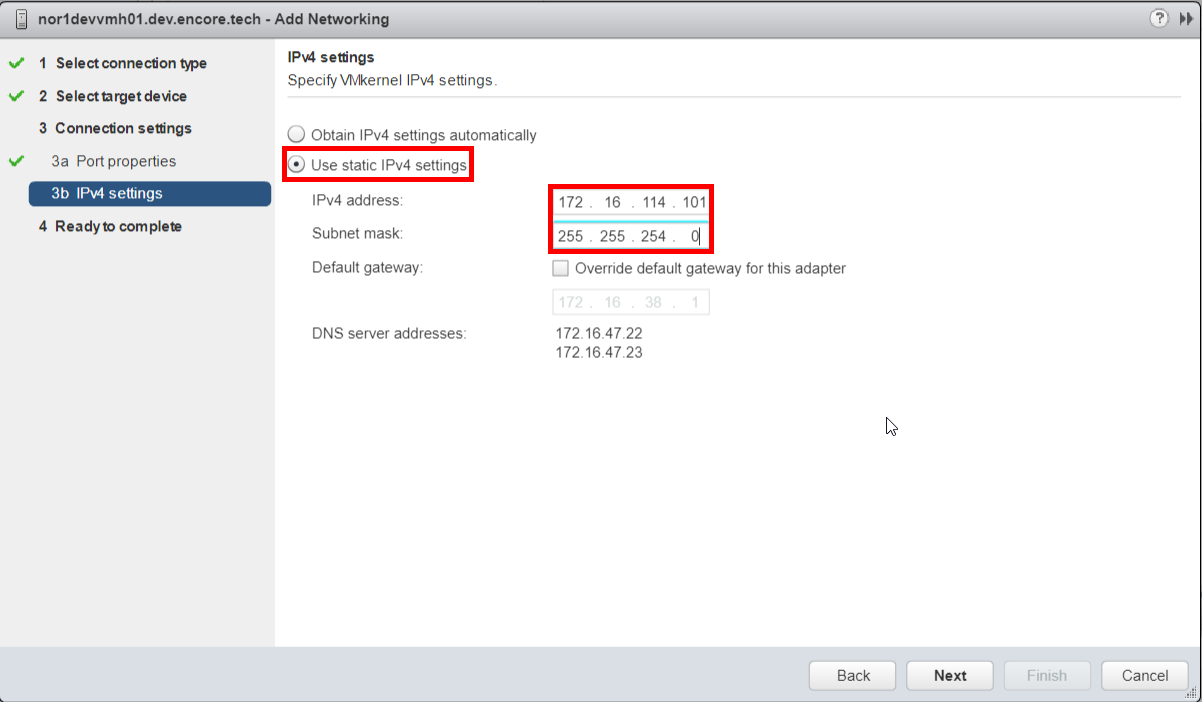 nor1devvmh01.dev.encore.tech - Add Networking
?
1 Select connection type
2 Select target device
3 Connection settings
3a Port properties
3b IPv4 settings
4 Ready to complete
IPv4 settings
Specify VMkernel IPv4 settings.
Obtain IPv4 settings automatically
Use static IPv4 settings
IPv4 address: 172 . 16 . 114 . 101
Subnet mask: 255 . 255 . 254 . 0
Default gateway: Override default gateway for this adapter
172 . 16 . 38 . 1
DNS server addresses: 172.16.47.22
172.16.47.23
Back Next Finish Cancel